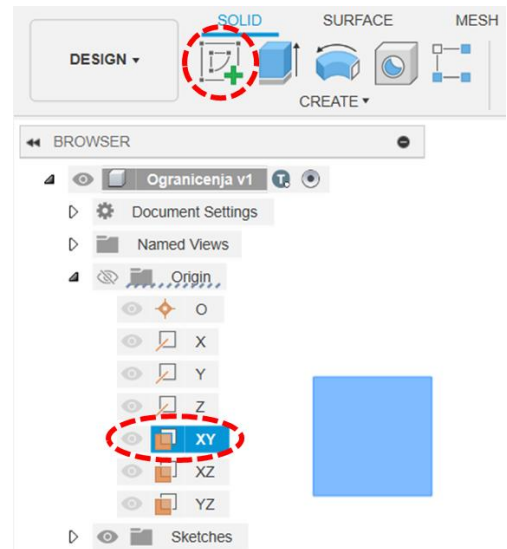 SOLID SURFACE MESH
DESIGN ▾
CREATE ▾
BROWSER
Ogranicenja v1
Document Settings
Named Views
Origin
O
X
Y
Z
XY
XZ
YZ
Sketches